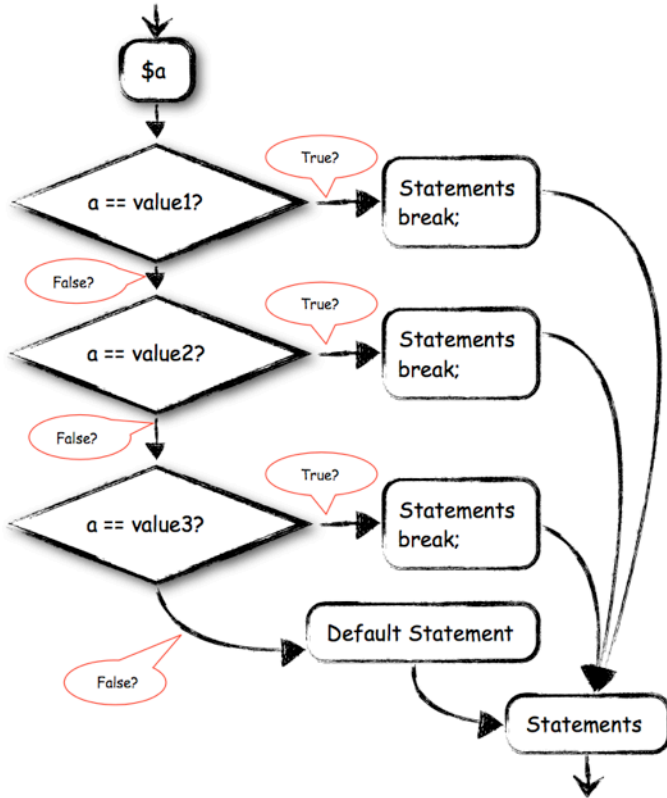 $a
a == value1?
True?
Statements
break;
False?
a == value2?
True?
Statements
break;
False?
a == value3?
True?
Statements
break;
False?
Default Statement
Statements